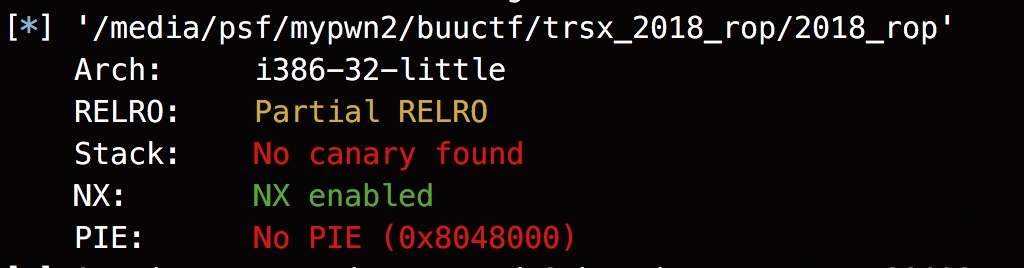 [*] '/media/psf/mypwn2/buuctf/trsx_2018_rop/2018_rop'
Arch: i386-32-little
RELRO: Partial RELRO
Stack: No canary found
NX: NX enabled
PIE: No PIE (0x8048000)